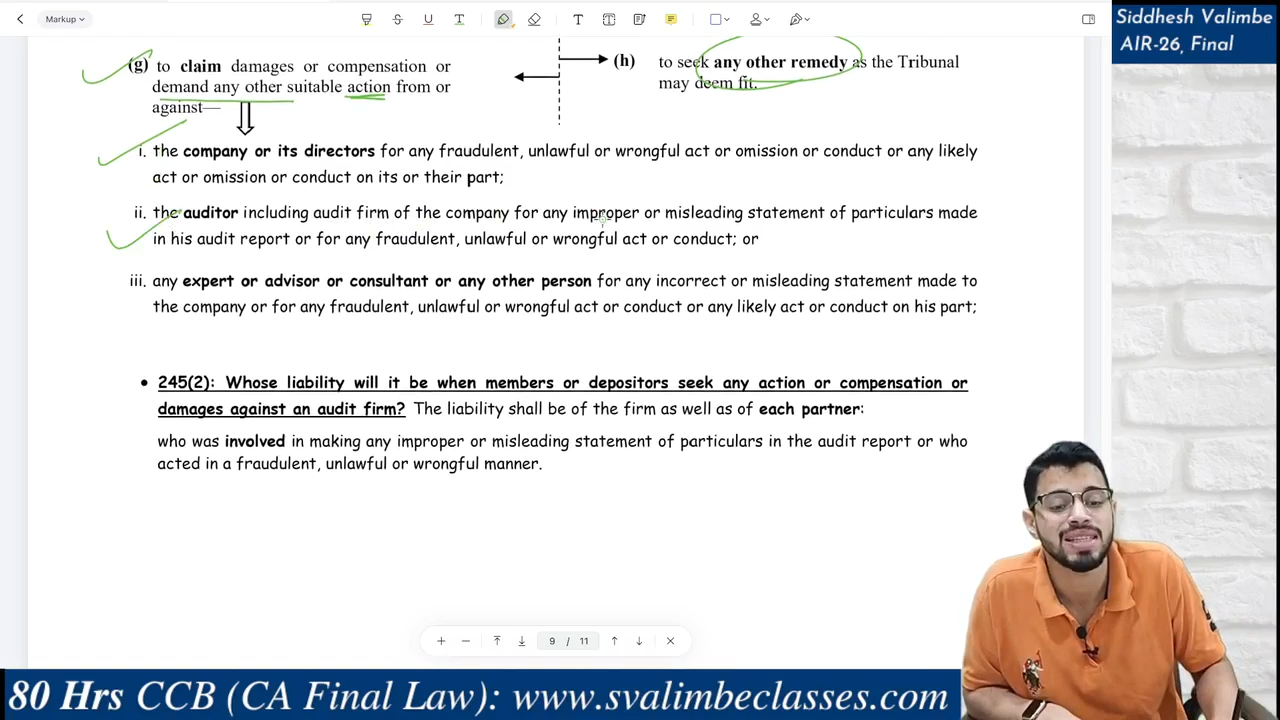 Markup
Siddhesh Valimbe
AIR-26, Final
(g) to claim damages or compensation or
demand any other suitable action from or
against—
(h) to seek any other remedy as the Tribunal
may deem fit.
i. the company or its directors for any fraudulent, unlawful or wrongful act or omission or conduct or any likely
act or omission or conduct on its or their part;
ii. the auditor including audit firm of the company for any improper or misleading statement of particulars made
in his audit report or for any fraudulent, unlawful or wrongful act or conduct; or
iii. any expert or advisor or consultant or any other person for any incorrect or misleading statement made to
the company or for any fraudulent, unlawful or wrongful act or conduct or any likely act or conduct on his part;
• 245(2): Whose liability will it be when members or depositors seek any action or compensation or
damages against an audit firm? The liability shall be of the firm as well as of each partner:
who was involved in making any improper or misleading statement of particulars in the audit report or who
acted in a fraudulent, unlawful or wrongful manner.
9 / 11
80 Hrs CCB (CA Final Law): www.svalimbeclasses.com